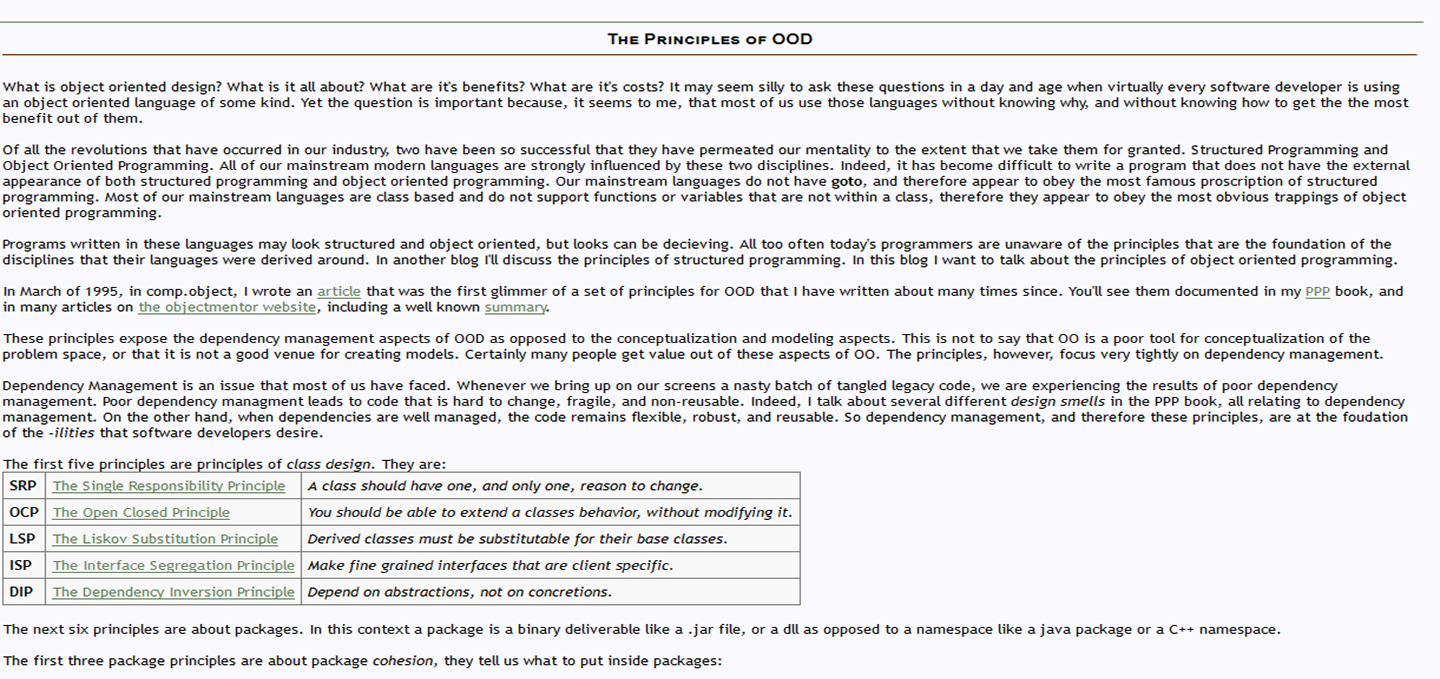 The Principles of OOD
What is object oriented design? What is it all about? What are it's benefits? What are it's costs? It may seem silly to ask these questions in a day and age when virtually every software developer is using
an object oriented language of some kind. Yet the question is important because, it seems to me, that most of us use those languages without knowing why, and without knowing how to get the the most
benefit out of them.
Of all the revolutions that have occurred in our industry, two have been so successful that they have permeated our mentality to the extent that we take them for granted. Structured Programming and
Object Oriented Programming. All of our mainstream modern languages are strongly influenced by these two disciplines. Indeed, it has become difficult to write a program that does not have the external
appearance of both structured programming and object oriented programming. Our mainstream languages do not have goto, and therefore appear to obey the most famous proscription of structured
programming. Most of our mainstream languages are class based and do not support functions or variables that are not within a class, therefore they appear to obey the most obvious trappings of object
oriented programming.
Programs written in these languages may look structured and object oriented, but looks can be decieving. All too often today's programmers are unaware of the principles that are the foundation of the
disciplines that their languages were derived around. In another blog I'll discuss the principles of structured programming. In this blog I want to talk about the principles of object oriented programming.
In March of 1995, in comp.object, I wrote an article that was the first glimmer of a set of principles for OOD that I have written about many times since. You'll see them documented in my PPP book, and
in many articles on the objectmentor website, including a well known summary.
These principles expose the dependency management aspects of OOD as opposed to the conceptualization and modeling aspects. This is not to say that OO is a poor tool for conceptualization of the
problem space, or that it is not a good venue for creating models. Certainly many people get value out of these aspects of OO. The principles, however, focus very tightly on dependency management.
Dependency Management is an issue that most of us have faced. Whenever we bring up on our screens a nasty batch of tangled legacy code, we are experiencing the results of poor dependency
management. Poor dependency managment leads to code that is hard to change, fragile, and non-reusable. Indeed, I talk about several different design smells in the PPP book, all relating to dependency
management. On the other hand, when dependencies are well managed, the code remains flexible, robust, and reusable. So dependency management, and therefore these principles, are at the foudation
of the -ilities that software developers desire.
The first five principles are principles of class design. They are:
SRP The Single Responsibility Principle A class should have one, and only one, reason to change.
OCP The Open Closed Principle You should be able to extend a classes behavior, without modifying it.
LSP The Liskov Substitution Principle Derived classes must be substitutable for their base classes.
ISP The Interface Segregation Principle Make fine grained interfaces that are client specific.
DIP The Dependency Inversion Principle Depend on abstractions, not on concretions.
The next six principles are about packages. In this context a package is a binary deliverable like a .jar file, or a dll as opposed to a namespace like a java package or a C++ namespace.
The first three package principles are about package cohesion, they tell us what to put inside packages: